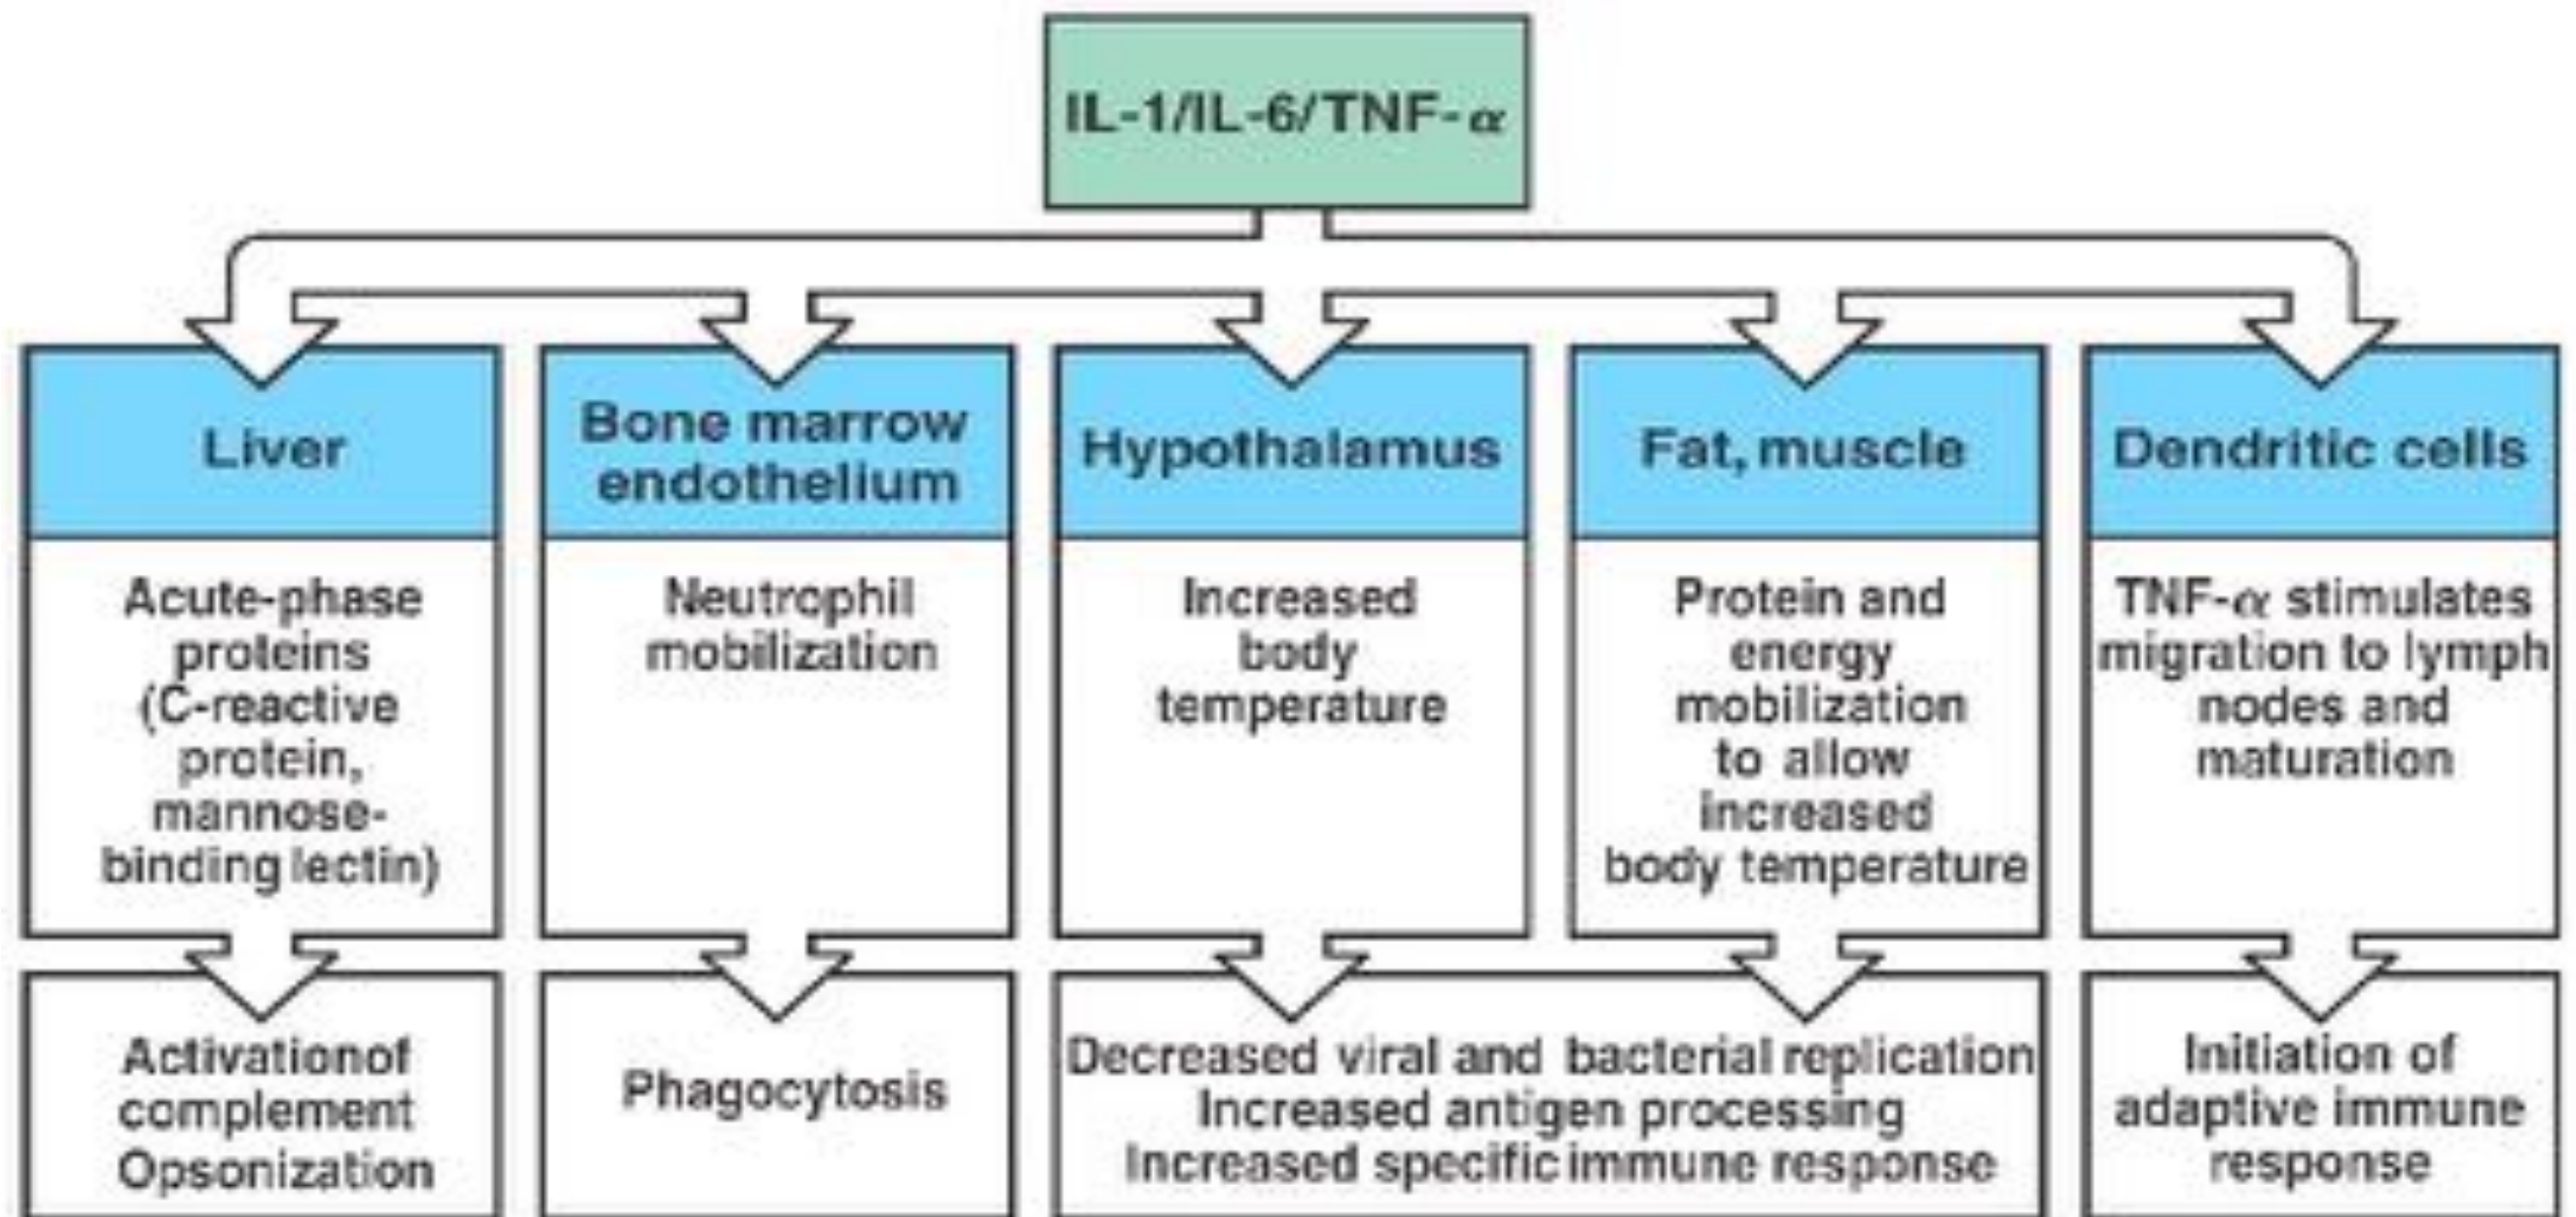 IL-1/IL-6/TNF-α
Liver
Bone marrow
endothelium
Hypothalamus
Fat, muscle
Dendritic cells
Acute-phase
proteins
(C-reactive
protein,
mannose-
binding lectin)
Neutrophil
mobilization
Increased
body
temperature
Protein and
energy
mobilization
to allow
increased
body temperature
TNF-α stimulates
migration to lymph
nodes and
maturation
Activationof
complement
Opsonization
Phagocytosis
Decreased viral and bacterial replication
Increased antigen processing
Increased specific immune response
Initiation of
adaptive immune
response